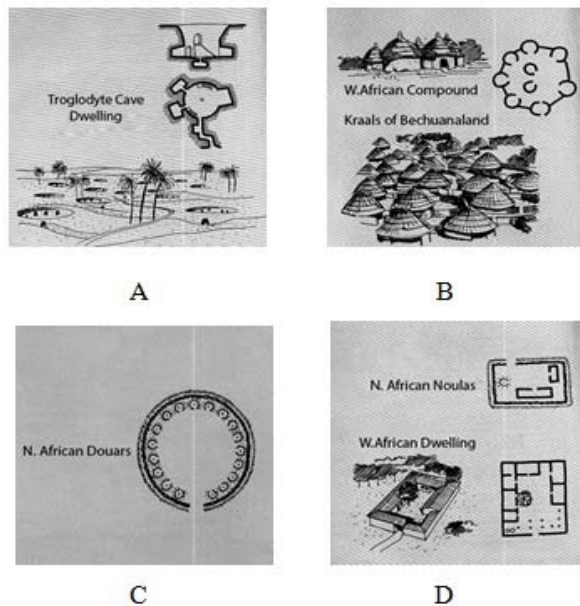 Troglodyte Cave
Dwelling
W.African Compound
Kraals of Bechuanaland
A
B
N. African Douars
N. African Noulas
W.African Dwelling
C
D